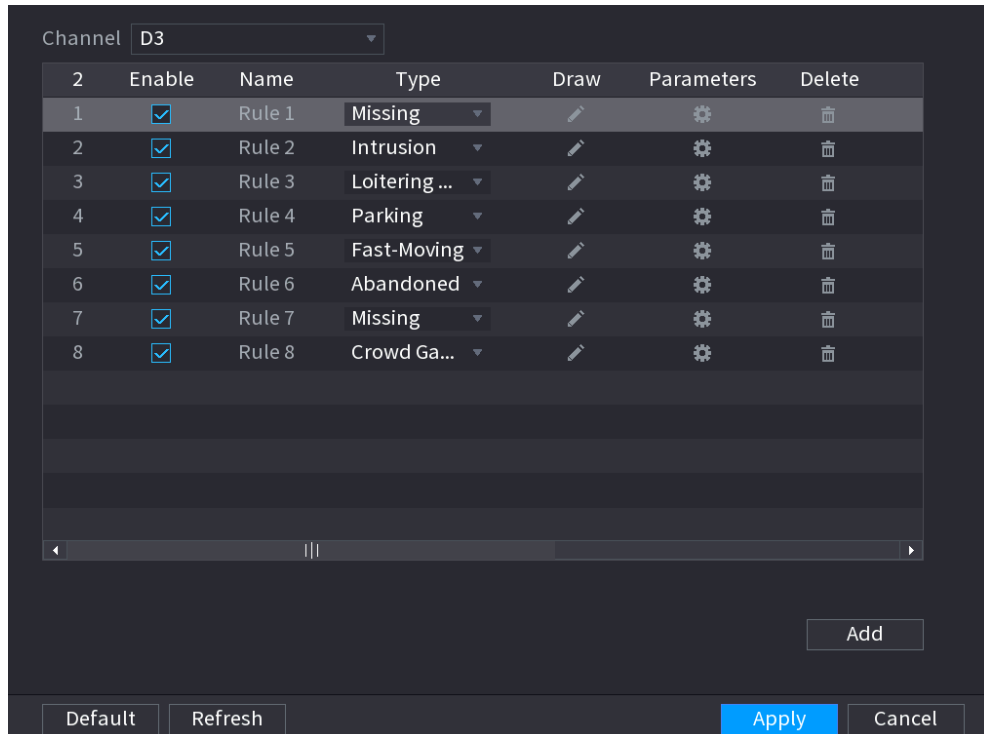 Channel D3
2 Enable Name Type Draw Parameters Delete
1 Rule 1 Missing
2 Rule 2 Intrusion
3 Rule 3 Loitering ...
4 Rule 4 Parking
5 Rule 5 Fast-Moving
6 Rule 6 Abandoned
7 Rule 7 Missing
8 Rule 8 Crowd Ga...
Add
Default Refresh Apply Cancel